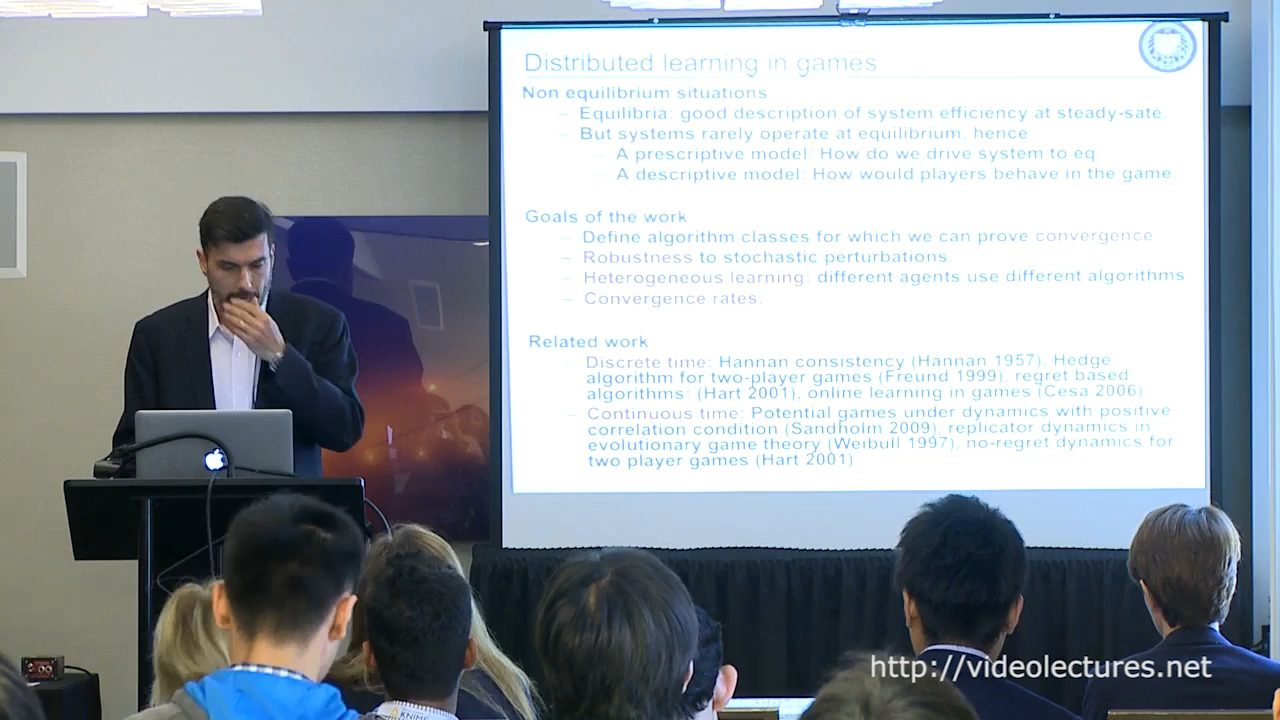 Distributed learning in games
Non equilibrium situations
– Equilibria: good description of system efficiency at steady-sate.
– But systems rarely operate at equilibrium, hence
– A prescriptive model: How do we drive system to eq
– A descriptive model: How would players behave in the game.
Goals of the work
– Define algorithm classes for which we can prove convergence
– Robustness to stochastic perturbations.
– Heterogeneous learning: different agents use different algorithms
– Convergence rates.
Related work
– Discrete time: Hannan consistency (Hannan 1957), Hedge
algorithm for two-player games (Freund 1999), regret based
algorithms: (Hart 2001), online learning in games (Cesa 2006)
– Continuous time: Potential games under dynamics with positive
correlation condition (Sandholm 2009), replicator dynamics in
evolutionary game theory (Weibull 1997), no-regret dynamics for
two player games (Hart 2001)
KNIME
http://videolectures.net